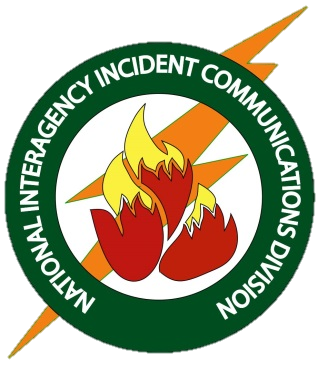 NATIONAL INTERAGENCY INCIDENT COMMUNICATIONS DIVISION